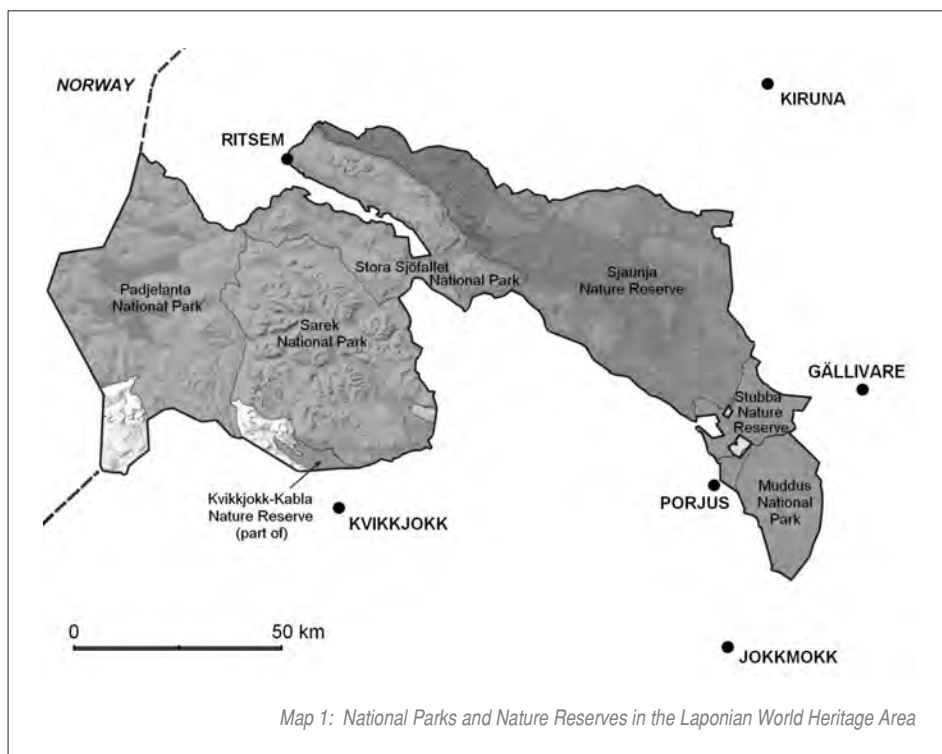 NORWAY
KIRUNA
RITSEM
Stora Sjöfallet
National Park
Sjaunja
Nature Reserve
Padjelanta
National Park
Sarek
National Park
GÄLLIVARE
Stubba
Nature
Reserve
Muddus
National
Park
PORJUS
Kvikkjokk-Kabla
Nature Reserve
(part of)
KVIKKJOKK
0
50 km
JOKKMOKK
Map 1: National Parks and Nature Reserves in the Laponian World Heritage Area